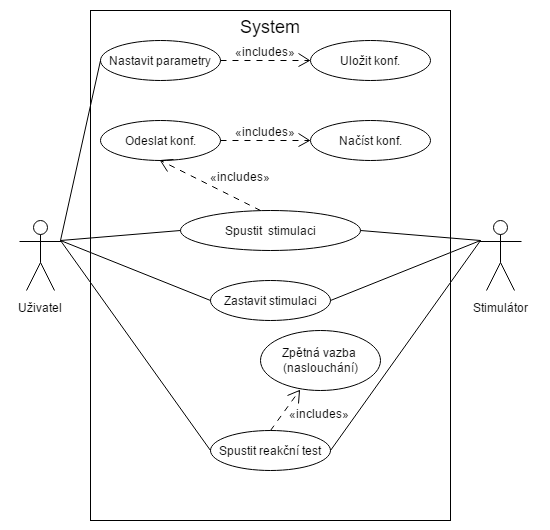 System
Nastavit parametry
«includes»
Uložit konf.
Odeslat konf.
«includes»
Načíst konf.
«includes»
Spustit stimulaci
Uživatel
Stimulátor
Zastavit stimulaci
Zpětná vazba
(naslouchání)
«includes»
Spustit reakční test